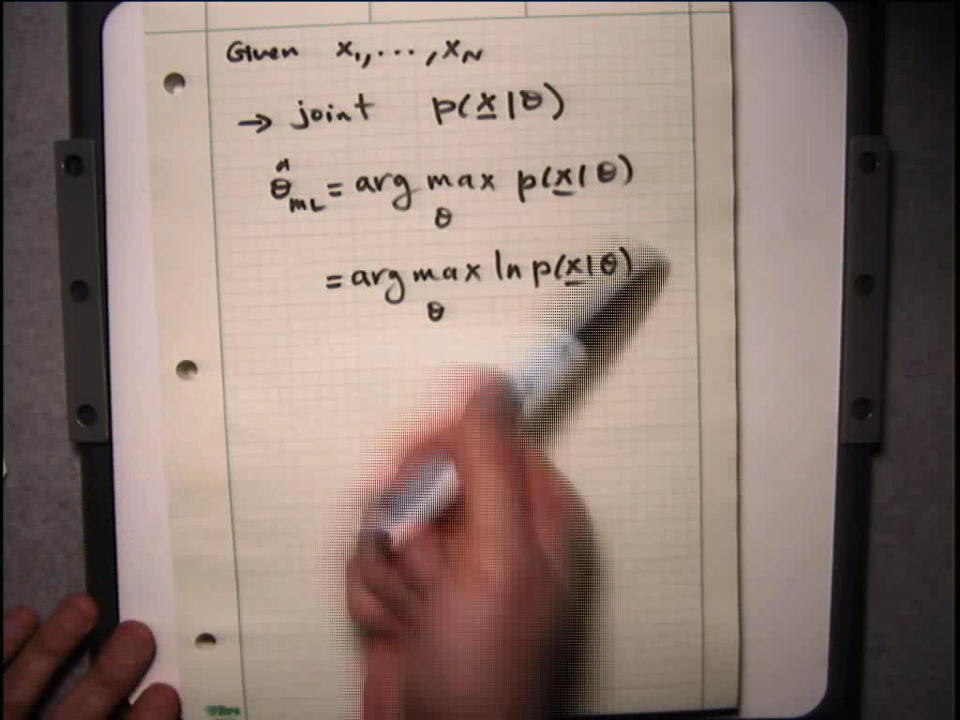 Given x₁, ..., x_N
→ joint p(x̲|θ)
θ̂_ML = arg max_θ p(x̲|θ)
= arg max_θ ln p(x̲|θ)